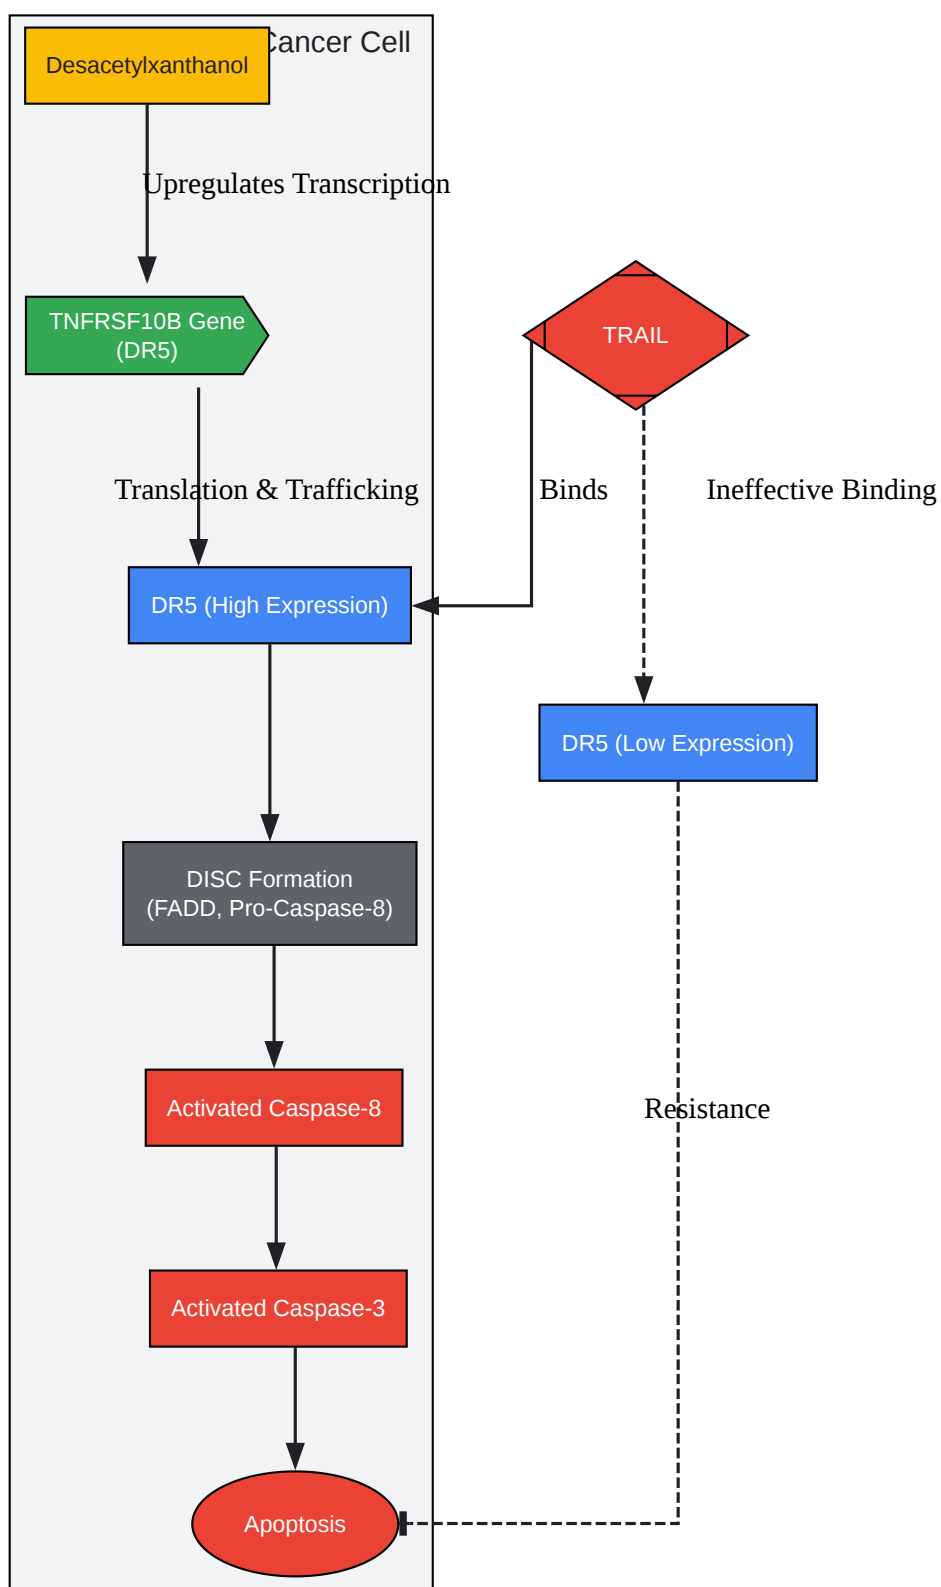 Cancer Cell
Desacetylxanthanol
Upregulates Transcription
TNFRSF10B Gene
(DR5)
TRAIL
Translation & Trafficking
Binds
Ineffective Binding
DR5 (High Expression)
DR5 (Low Expression)
DISC Formation
(FADD, Pro-Caspase-8)
Activated Caspase-8
Resistance
Activated Caspase-3
Apoptosis